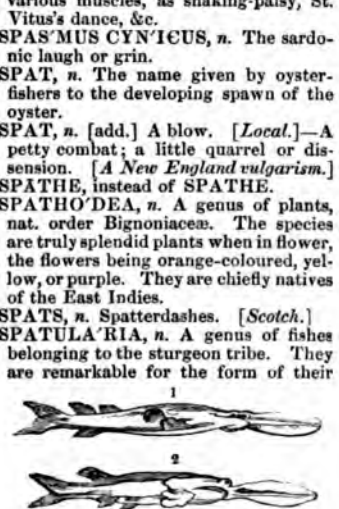 various muscles, as shaking-palsy, St.
Vitus's dance, &c.
SPAS'MUS CYN'ICUS, n. The sardo-
nic laugh or grin.
SPAT, n. The name given by oyster-
fishers to the developing spawn of the
oyster.
SPAT, n. [add.] A blow. [Local.]—A
petty combat; a little quarrel or dis-
sension. [A New England vulgarism.]
SPĀTHE, instead of SPATHE.
SPATHO'DEA, n. A genus of plants,
nat. order Bignoniaceæ. The species
are truly splendid plants when in flower,
the flowers being orange-coloured, yel-
low, or purple. They are chiefly natives
of the East Indies.
SPATS, n. Spatterdashes. [Scotch.]
SPATULA'RIA, n. A genus of fishes
belonging to the sturgeon tribe. They
are remarkable for the form of their
1
2